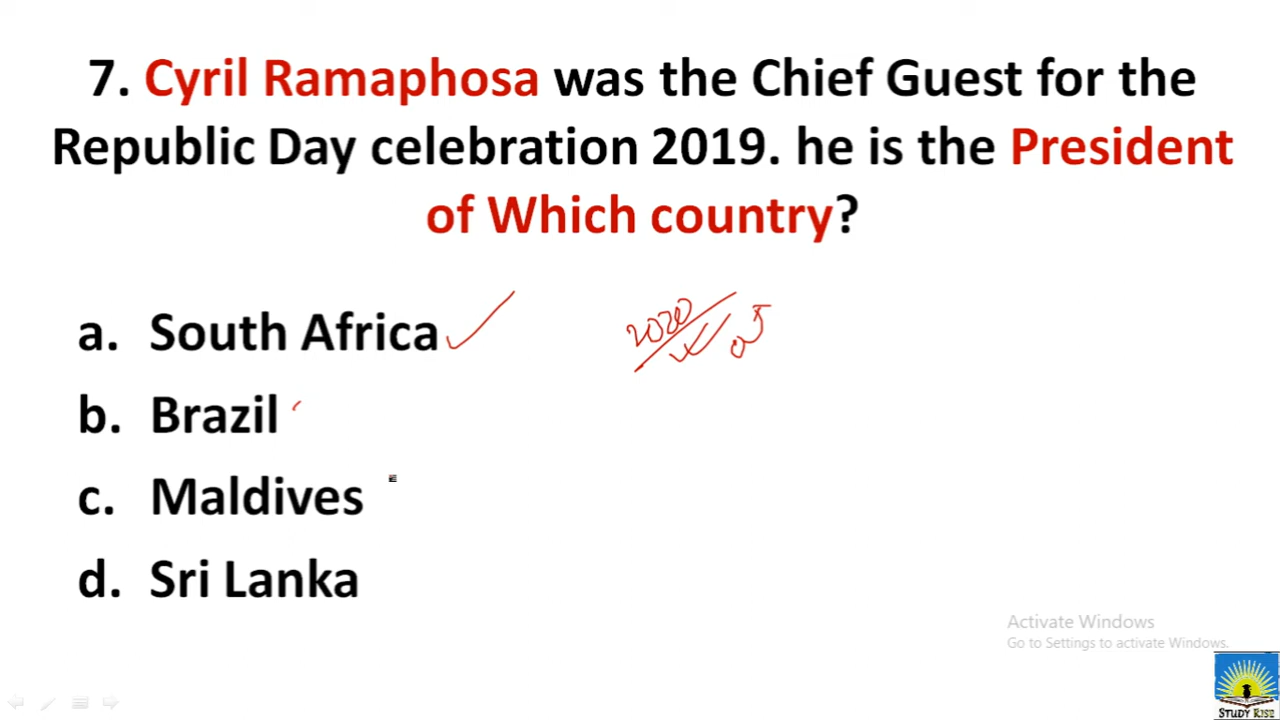 7. Cyril Ramaphosa was the Chief Guest for the
Republic Day celebration 2019. he is the President
of Which country?
a. South Africa
2020
b. Brazil
c. Maldives
d. Sri Lanka
Activate Windows
Go to Settings to activate Windows.
STUDY RISE